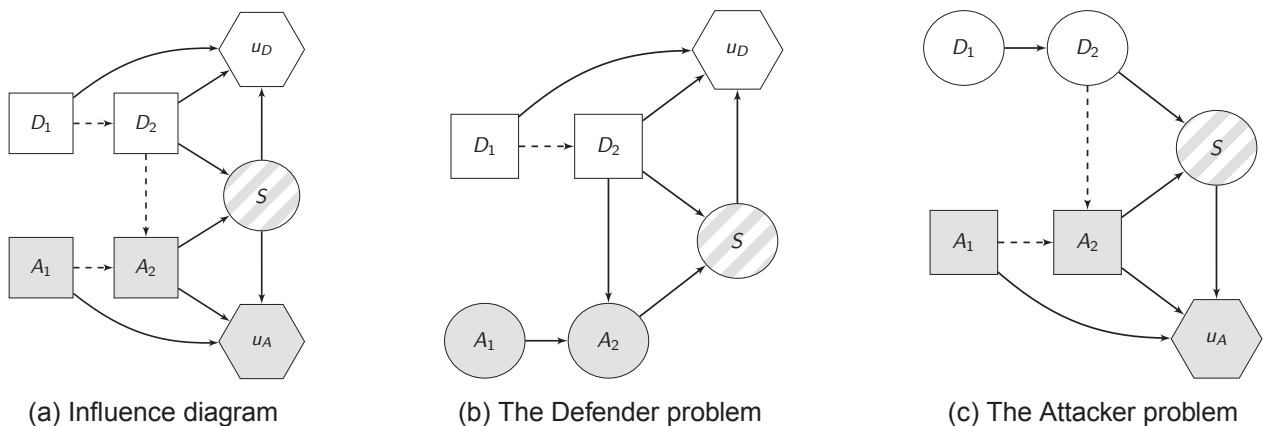 u_D
D_1
D_2
S
A_1
A_2
u_A
(a) Influence diagram
u_D
D_1
D_2
S
A_1
A_2
(b) The Defender problem
D_1
D_2
S
A_1
A_2
u_A
(c) The Attacker problem